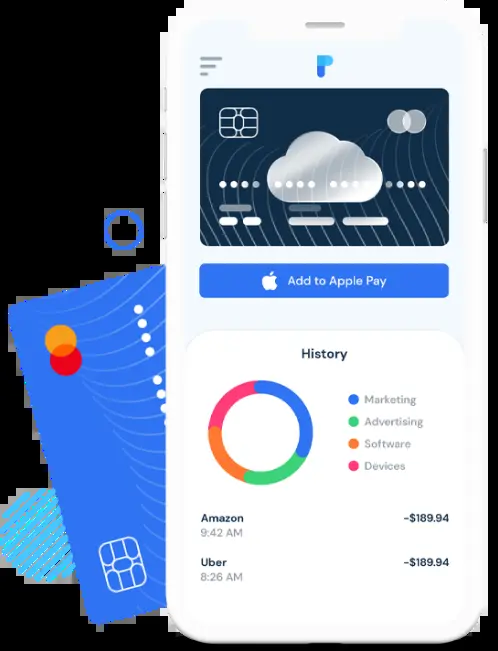 Add to Apple Pay
History
Marketing
Advertising
Software
Devices
Amazon -$189.94
9:42 AM
Uber -$189.94
8:26 AM